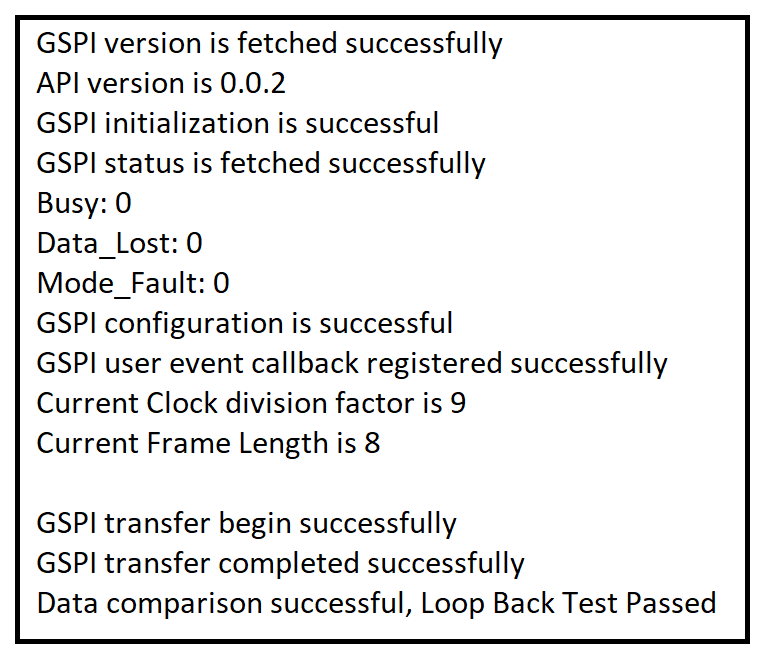 GSPI version is fetched successfully
API version is 0.0.2
GSPI initialization is successful
GSPI status is fetched successfully
Busy: 0
Data_Lost: 0
Mode_Fault: 0
GSPI configuration is successful
GSPI user event callback registered successfully
Current Clock division factor is 9
Current Frame Length is 8
GSPI transfer begin successfully
GSPI transfer completed successfully
Data comparison successful, Loop Back Test Passed